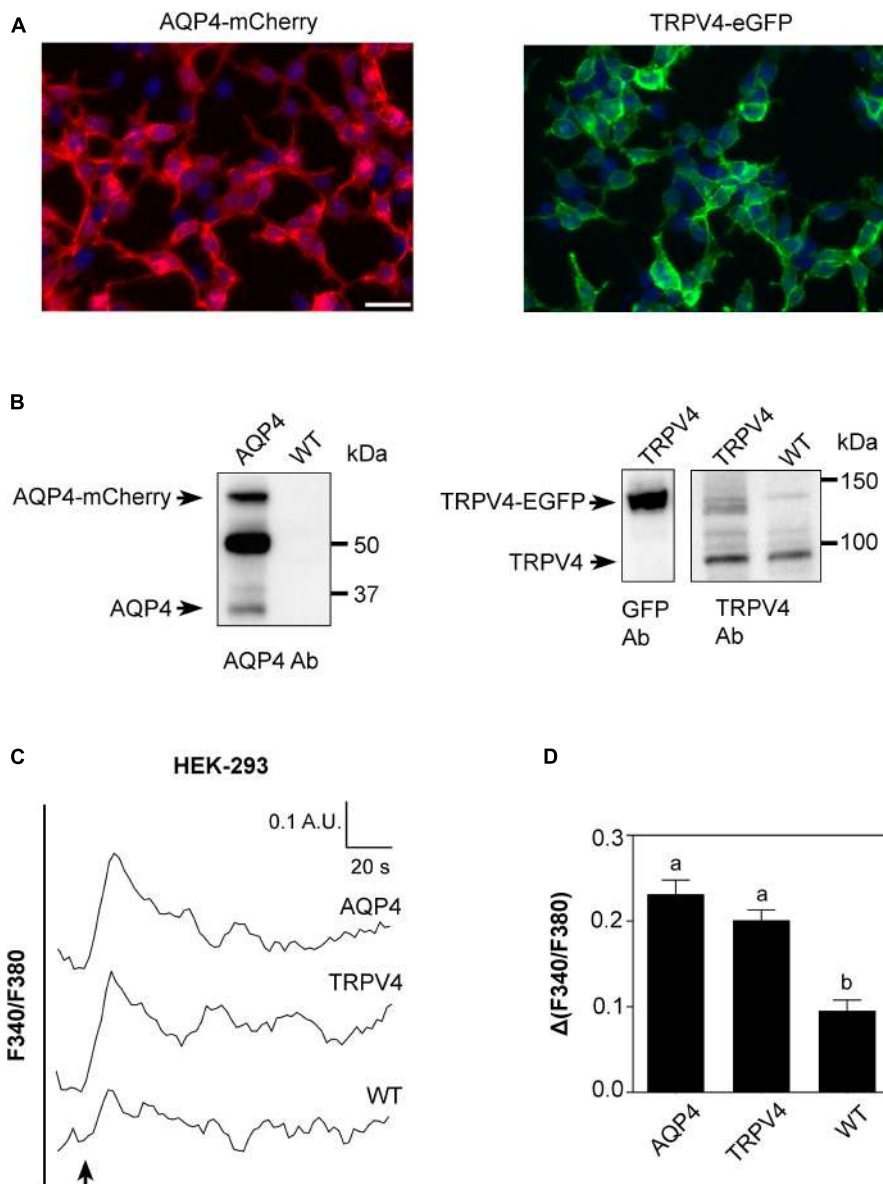 A
AQP4-mCherry
TRPV4-eGFP
B
AQP4
WT
kDa
AQP4-mCherry
50
37
AQP4
AQP4 Ab
TRPV4
TRPV4
WT
kDa
150
TRPV4-EGFP
100
TRPV4
GFP
Ab
TRPV4
Ab
C
HEK-293
0.1 A.U.
20 s
AQP4
TRPV4
WT
F340/F380
D
0.3
0.2
0.1
0.0
Δ(F340/F380)
a
a
b
AQP4
TRPV4
WT